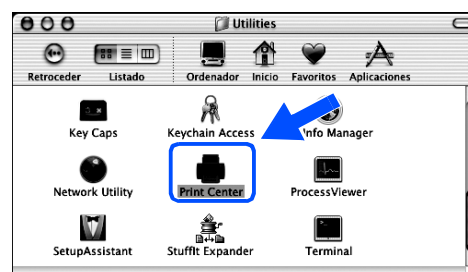 Utilities
Retroceder Listado Ordenador Inicio Favoritos Aplicaciones
Key Caps Keychain Access Info Manager
Network Utility Print Center ProcessViewer
SetupAssistant StuffIt Expander Terminal